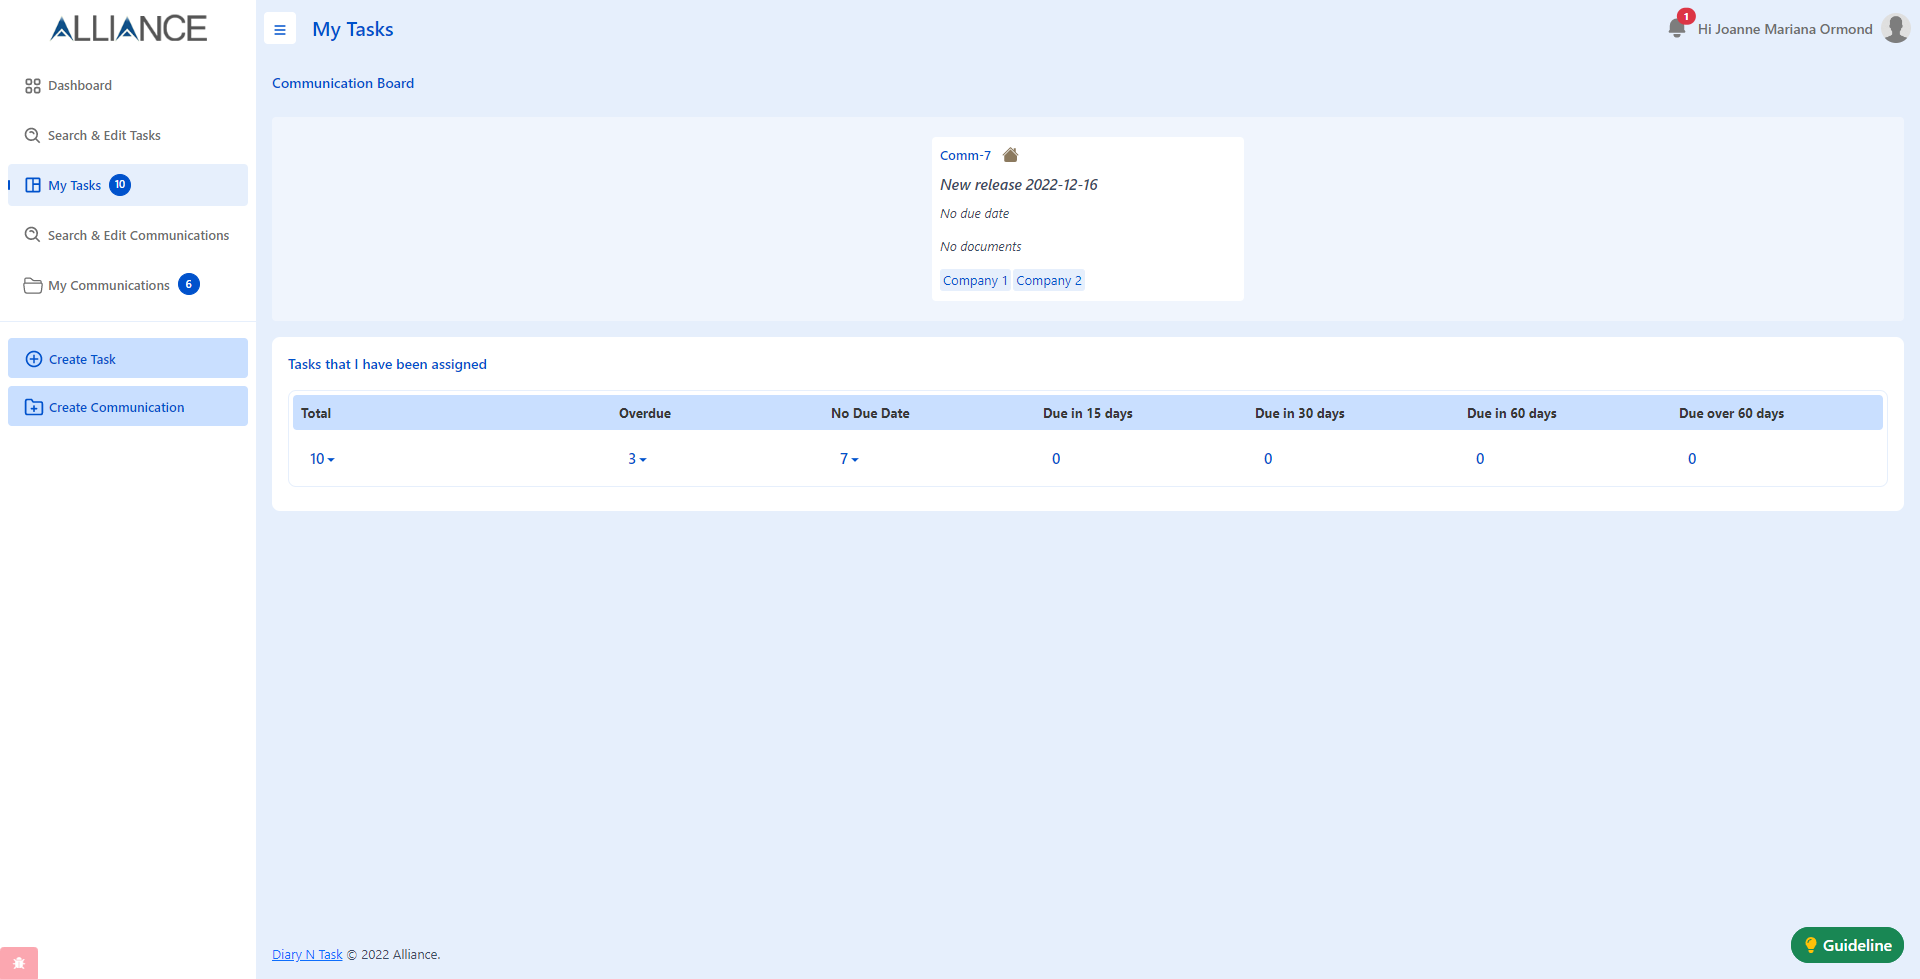 ALLIANCE
Dashboard
Search & Edit Tasks
My Tasks 10
Search & Edit Communications
My Communications 6
Create Task
Create Communication
My Tasks
1
Hi Joanne Mariana Ormond
Communication Board
Comm-7
New release 2022-12-16
No due date
No documents
Company 1 Company 2
Tasks that I have been assigned
Total Overdue No Due Date Due in 15 days Due in 30 days Due in 60 days Due over 60 days
10 3 7 0 0 0 0
Diary N Task © 2022 Alliance.
Guideline